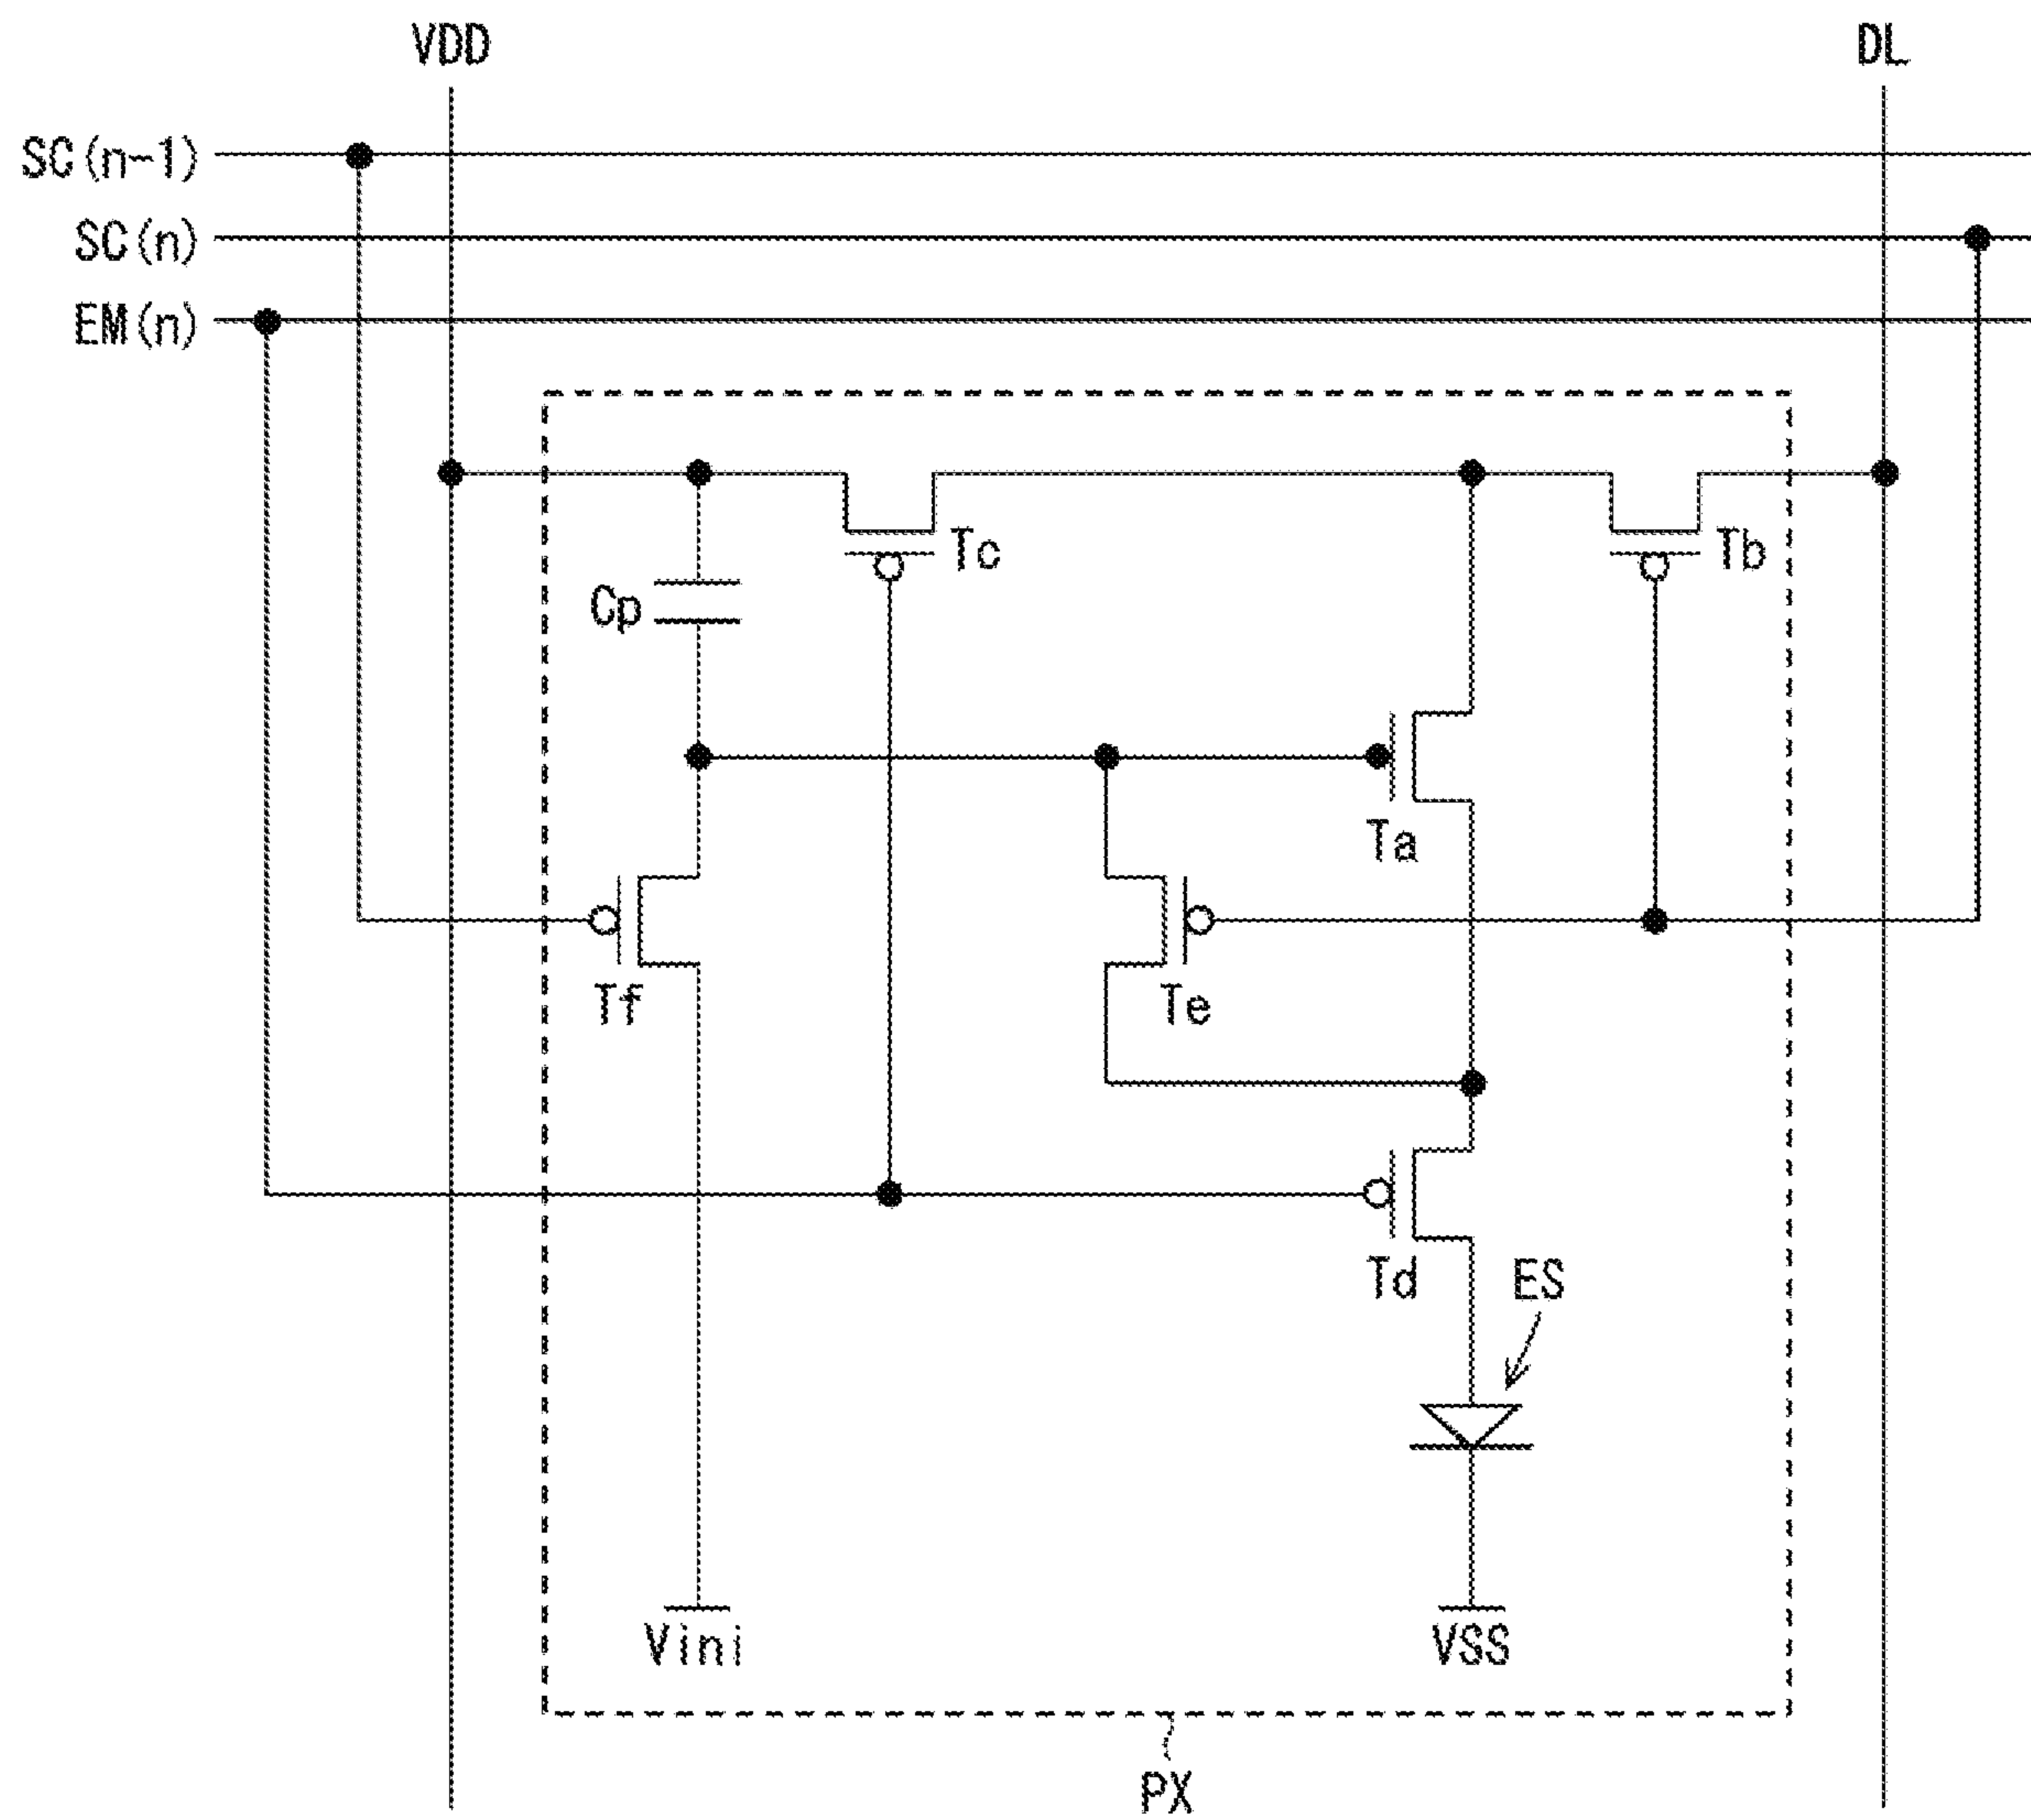 VDD
DL
SC(n-1)
SC(n)
EM(n)
Tc
Tb
Cp
Ta
Tf
Te
Td
ES
Vini
VSS
PX